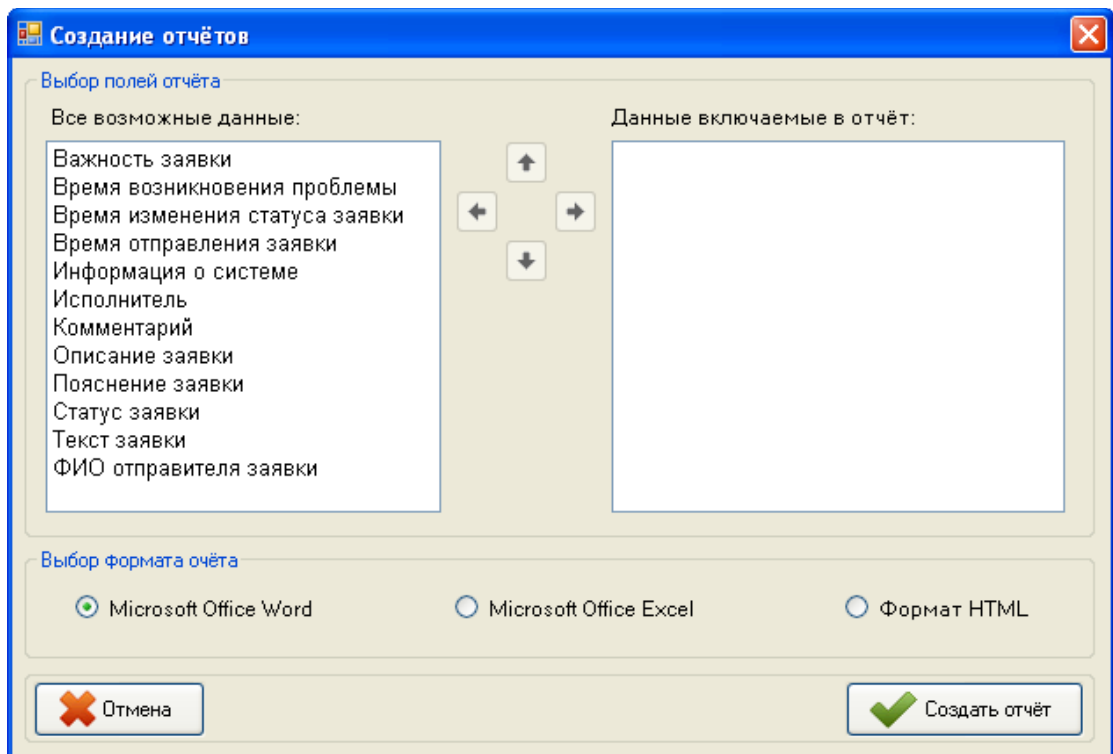 Создание отчётов
Выбор полей отчёта
Все возможные данные:
Данные включаемые в отчёт:
Важность заявки
Время возникновения проблемы
Время изменения статуса заявки
Время отправления заявки
Информация о системе
Исполнитель
Комментарий
Описание заявки
Пояснение заявки
Статус заявки
Текст заявки
ФИО отправителя заявки
Выбор формата очёта
Microsoft Office Word
Microsoft Office Excel
Формат HTML
Отмена
Создать отчёт